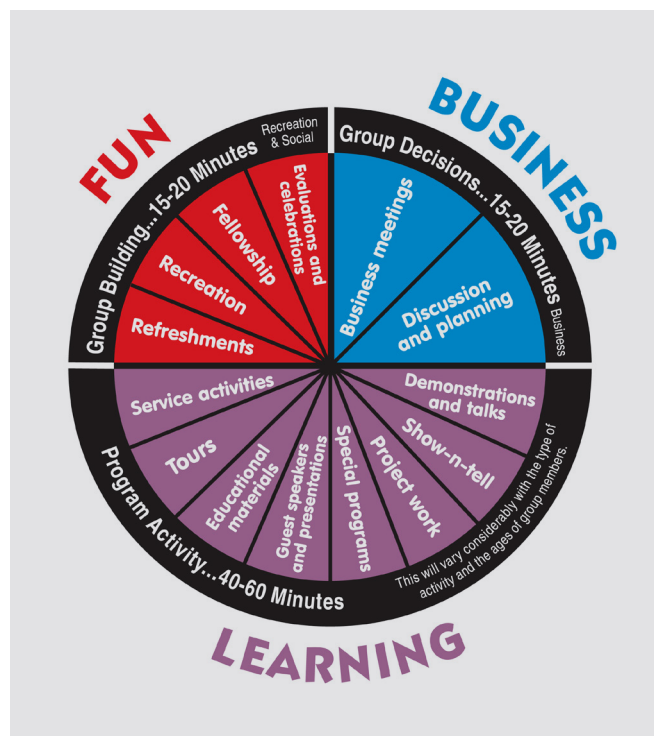 FUN
Group Building...15-20 Minutes
Recreation
& Social
Refreshments
Recreation
Fellowship
Evaluations and
celebrations
BUSINESS
Group Decisions...15-20 Minutes
Business
Business meetings
Discussion
and planning
Demonstrations
and talks
Show-n-tell
Project work
Special programs
Guest speakers
and presentations
Educational
materials
Tours
Service activities
Program Activity...40-60 Minutes
This will vary considerably with the type of
activity and the ages of group members.
LEARNING